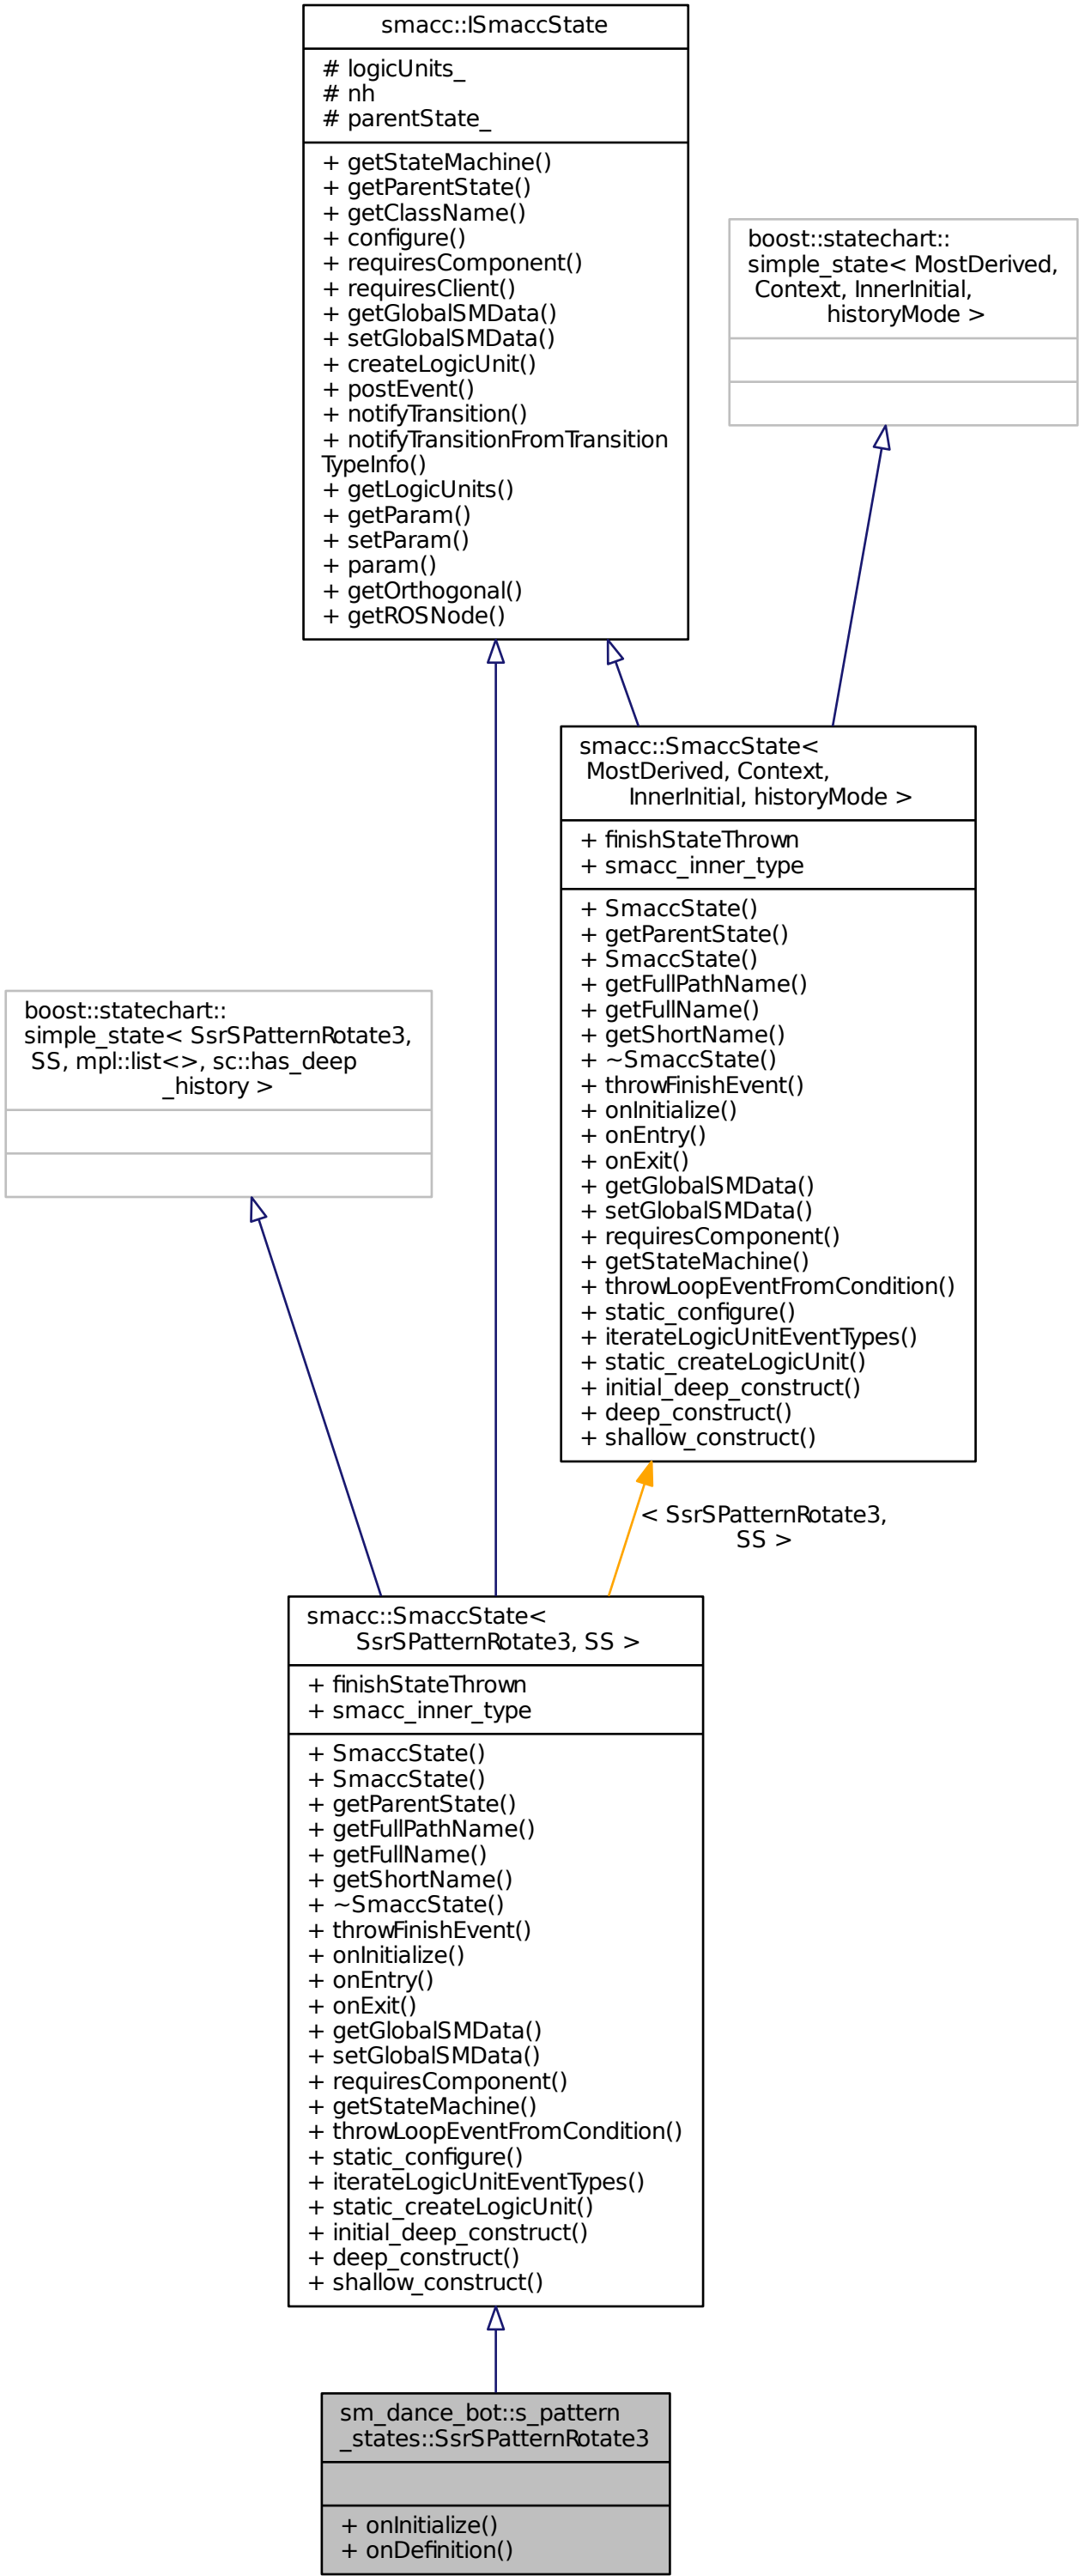 smacc::ISmaccState
# logicUnits_
# nh
# parentState_
+ getStateMachine()
+ getParentState()
+ getClassName()
+ configure()
+ requiresComponent()
+ requiresClient()
+ getGlobalSMData()
+ setGlobalSMData()
+ createLogicUnit()
+ postEvent()
+ notifyTransition()
+ notifyTransitionFromTransition
TypeInfo()
+ getLogicUnits()
+ getParam()
+ setParam()
+ param()
+ getOrthogonal()
+ getROSNode()
boost::statechart::
simple_state< MostDerived,
Context, InnerInitial,
historyMode >
smacc::SmaccState<
MostDerived, Context,
InnerInitial, historyMode >
+ finishStateThrown
+ smacc_inner_type
+ SmaccState()
+ getParentState()
+ SmaccState()
+ getFullPathName()
+ getFullName()
+ getShortName()
+ ~SmaccState()
+ throwFinishEvent()
+ onInitialize()
+ onEntry()
+ onExit()
+ getGlobalSMData()
+ setGlobalSMData()
+ requiresComponent()
+ getStateMachine()
+ throwLoopEventFromCondition()
+ static_configure()
+ iterateLogicUnitEventTypes()
+ static_createLogicUnit()
+ initial_deep_construct()
+ deep_construct()
+ shallow_construct()
boost::statechart::
simple_state< SsrSPatternRotate3,
SS, mpl::list<>, sc::has_deep
_history >
< SsrSPatternRotate3,
SS >
smacc::SmaccState<
SsrSPatternRotate3, SS >
+ finishStateThrown
+ smacc_inner_type
+ SmaccState()
+ SmaccState()
+ getParentState()
+ getFullPathName()
+ getFullName()
+ getShortName()
+ ~SmaccState()
+ throwFinishEvent()
+ onInitialize()
+ onEntry()
+ onExit()
+ getGlobalSMData()
+ setGlobalSMData()
+ requiresComponent()
+ getStateMachine()
+ throwLoopEventFromCondition()
+ static_configure()
+ iterateLogicUnitEventTypes()
+ static_createLogicUnit()
+ initial_deep_construct()
+ deep_construct()
+ shallow_construct()
sm_dance_bot::s_pattern
_states::SsrSPatternRotate3
+ onInitialize()
+ onDefinition()